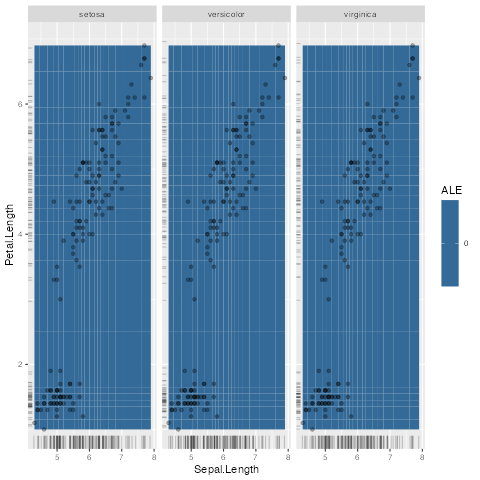 setosa versicolor virginica
6
4
2
Petal.Length
5 6 7 8 5 6 7 8 5 6 7 8
Sepal.Length
ALE
0